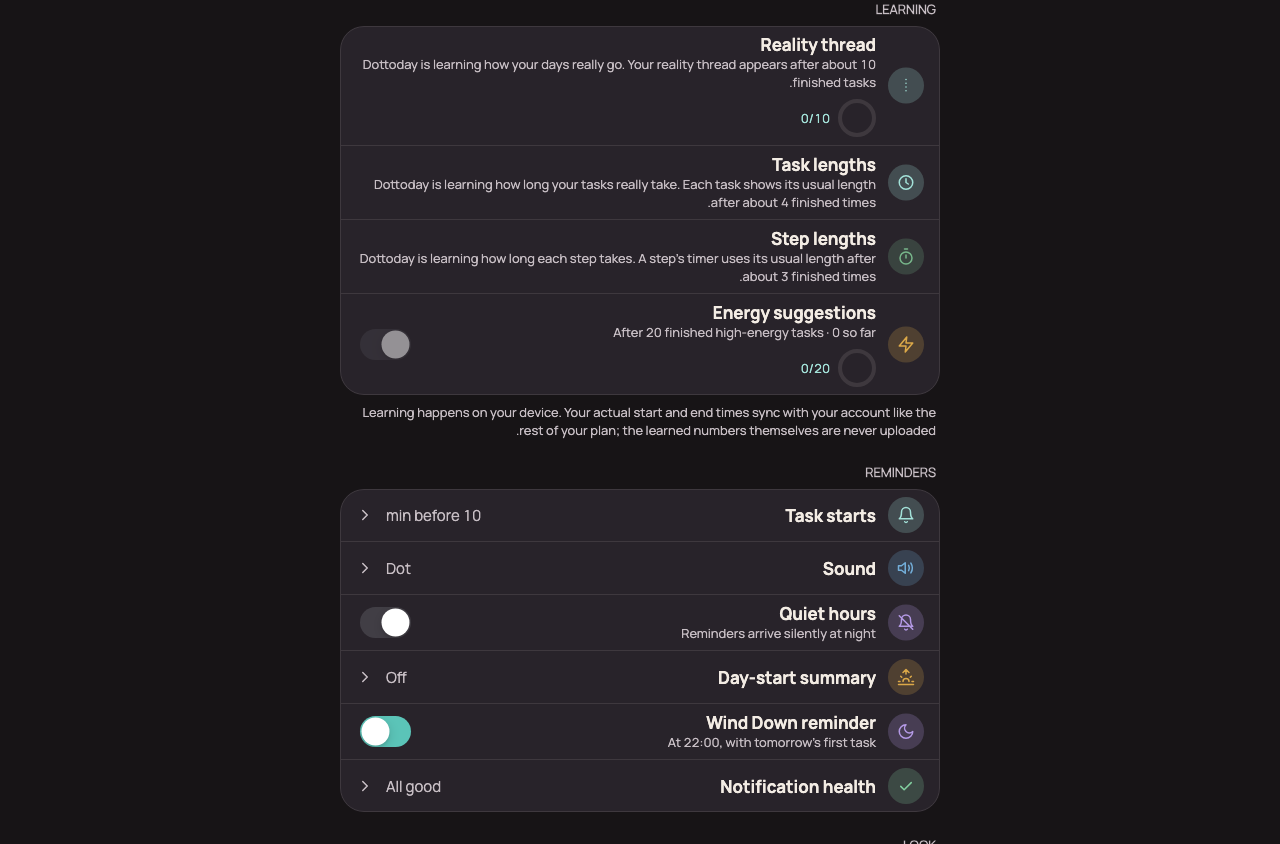 LEARNING
Reality thread
Dottoday is learning how your days really go. Your reality thread appears after about 10
.finished tasks
0/10
Task lengths
Dottoday is learning how long your tasks really take. Each task shows its usual length
.after about 4 finished times
Step lengths
Dottoday is learning how long each step takes. A step's timer uses its usual length after
.about 3 finished times
Energy suggestions
After 20 finished high-energy tasks · 0 so far
0/20
Learning happens on your device. Your actual start and end times sync with your account like the
.rest of your plan; the learned numbers themselves are never uploaded
REMINDERS
Task starts
min before 10
Sound
Dot
Quiet hours
Reminders arrive silently at night
Day-start summary
Off
Wind Down reminder
At 22:00, with tomorrow's first task
Notification health
All good
LOOK